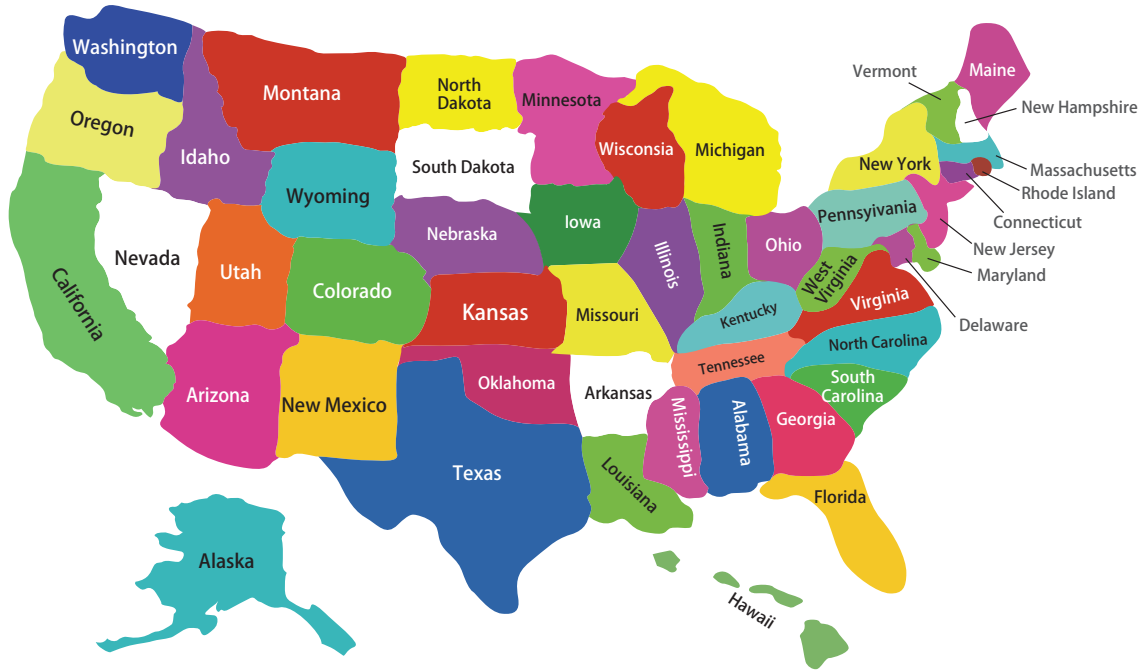 Washington
Oregon
California
Nevada
Idaho
Montana
Wyoming
Utah
Colorado
Arizona
New Mexico
North
Dakota
South Dakota
Nebraska
Kansas
Oklahoma
Texas
Minnesota
Iowa
Missouri
Arkansas
Louisiana
Wisconsia
Michigan
Illinois
Indiana
Ohio
Kentucky
Tennessee
Mississippi
Alabama
Georgia
Florida
South
Carolina
North Carolina
Virginia
West
Virginia
Pennsyivania
New York
Vermont
Maine
New Hampshire
Massachusetts
Rhode Island
Connecticut
New Jersey
Maryland
Delaware
Alaska
Hawaii